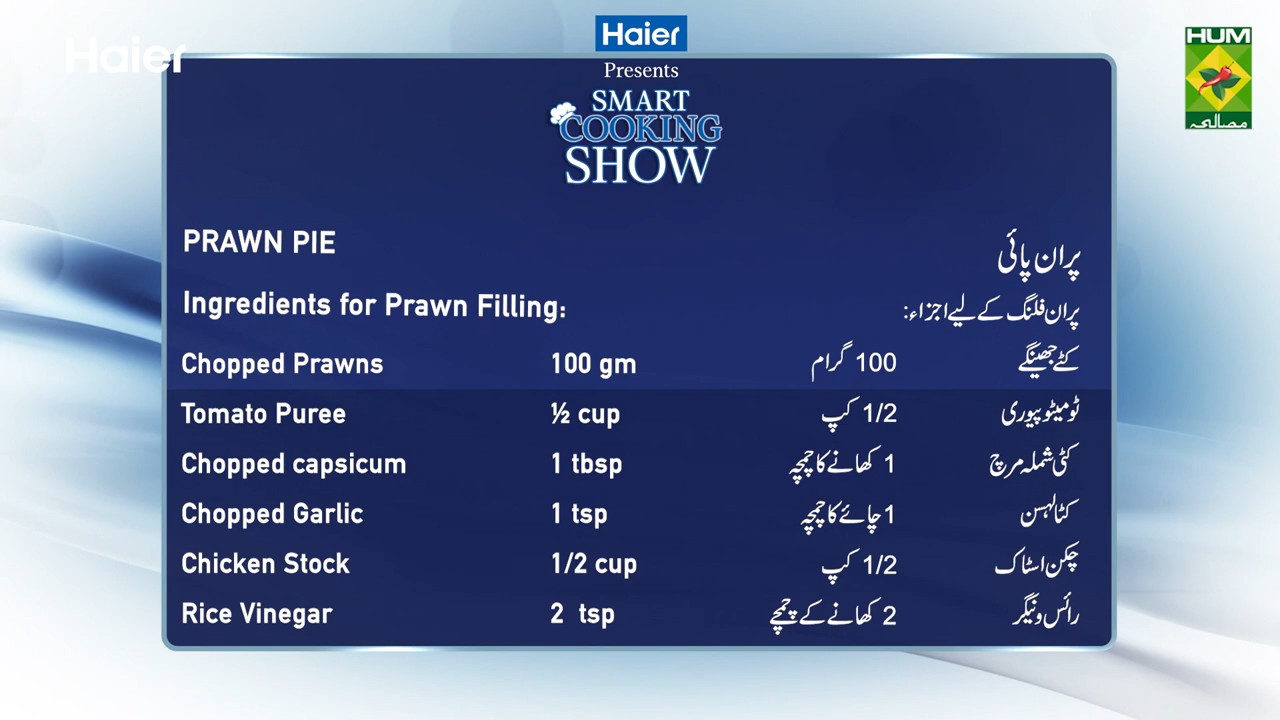 Haier
Haier
HUM
مصالحہ
Presents
SMART
COOKING
SHOW
PRAWN PIE پران پائی
Ingredients for Prawn Filling: پران فلنگ کے لیے اجزاء:
Chopped Prawns 100 gm 100 گرام کٹے جھینگے
Tomato Puree ½ cup 1/2 کپ ٹومیٹو پیوری
Chopped capsicum 1 tbsp 1 کھانے کا چمچہ کٹی شملہ مرچ
Chopped Garlic 1 tsp 1 چائے کا چمچہ کٹا لہسن
Chicken Stock 1/2 cup 1/2 کپ چکن اسٹاک
Rice Vinegar 2 tsp 2 کھانے کے چمچے رائس ونیگر